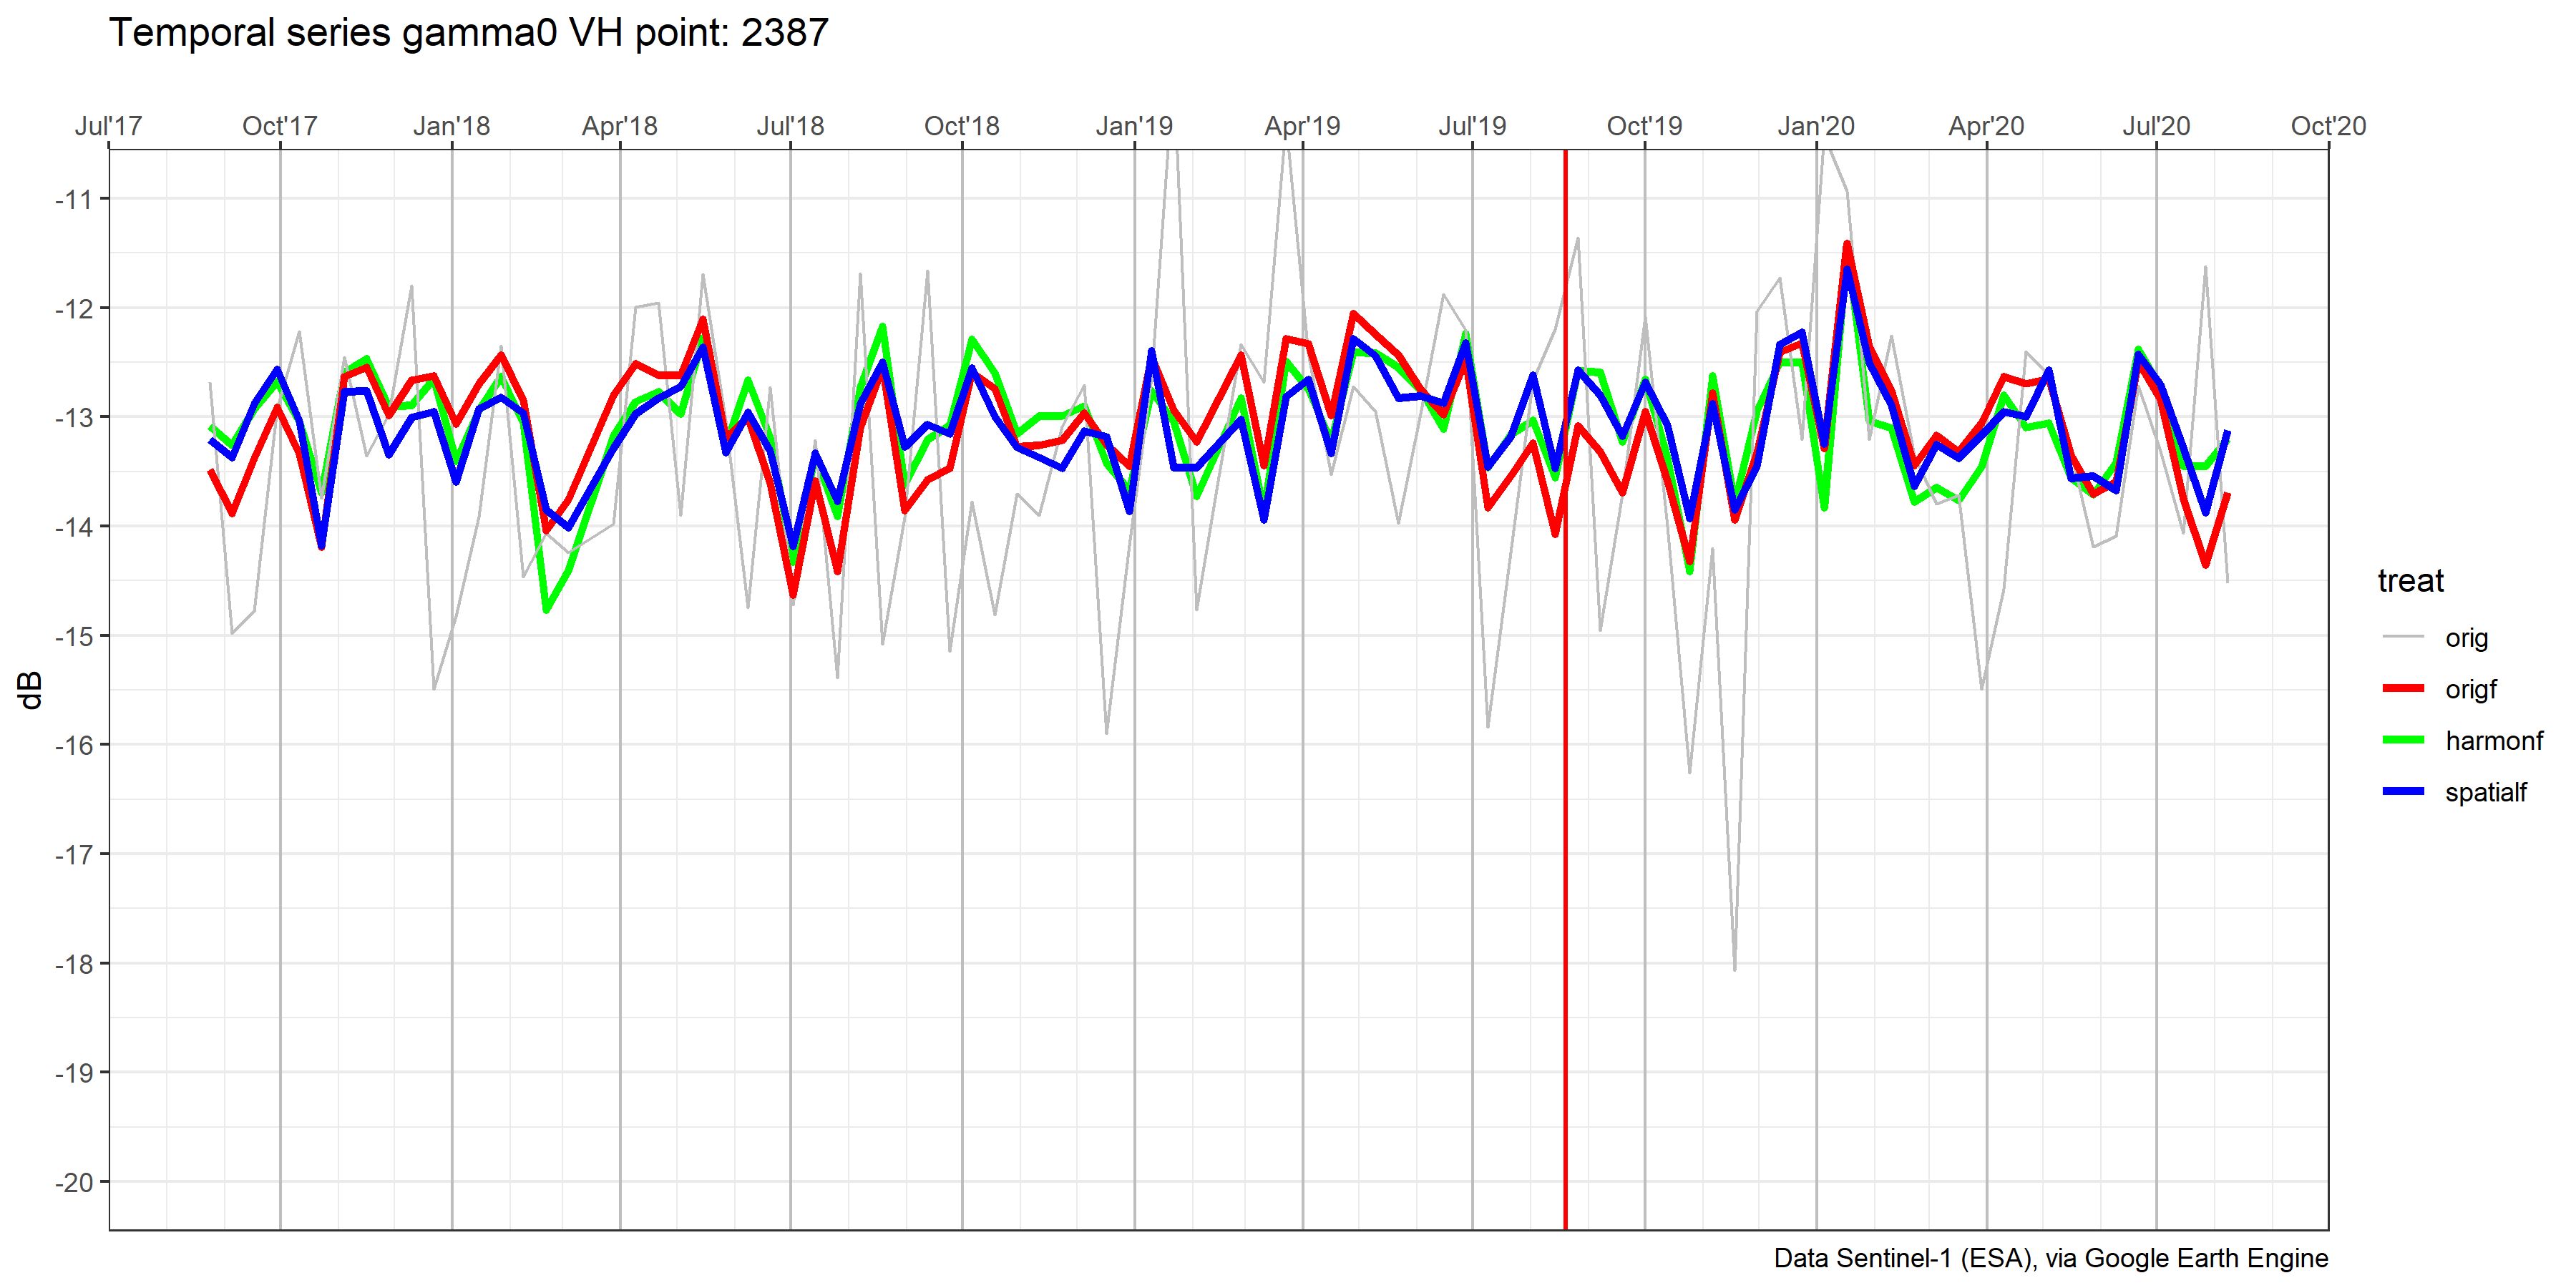 Temporal series gamma0 VH point: 2387
Jul'17 Oct'17 Jan'18 Apr'18 Jul'18 Oct'18 Jan'19 Apr'19 Jul'19 Oct'19 Jan'20 Apr'20 Jul'20 Oct'20
-11
-12
-13
-14
-15
-16
-17
-18
-19
-20
dB
treat
orig
origf
harmonf
spatialf
Data Sentinel-1 (ESA), via Google Earth Engine